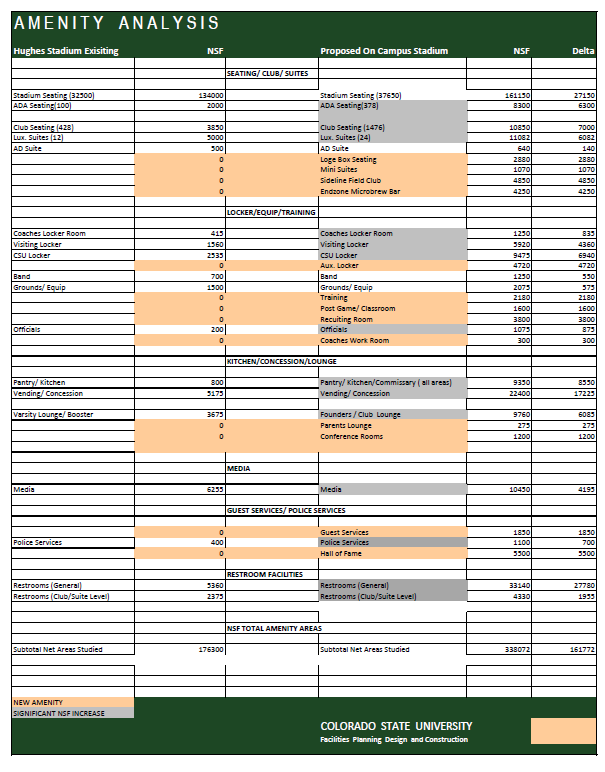 AMENITY ANALYSIS
Hughes Stadium Exisiting NSF Proposed On Campus Stadium NSF Delta
SEATING/ CLUB/ SUITES
Stadium Seating (32500) 134000 Stadium Seating (37650) 161150 27150
ADA Seating(100) 2000 ADA Seating(378) 8300 6300
Club Seating (428) 3850 Club Seating (1476) 10850 7000
Lux. Suites (12) 5000 Lux. Suites (24) 11082 6082
AD Suite 500 AD Suite 640 140
0 Loge Box Seating 2880 2880
0 Mini Suites 1070 1070
0 Sideline Field Club 4850 4850
0 Endzone Microbrew Bar 4250 4250
LOCKER/EQUIP/TRAINING
Coaches Locker Room 415 Coaches Locker Room 1250 835
Visiting Locker 1560 Visiting Locker 5920 4360
CSU Locker 2535 CSU Locker 9475 6940
0 Aux. Locker 4720 4720
Band 700 Band 1250 550
Grounds/ Equip 1500 Grounds/ Equip 2075 575
0 Training 2180 2180
0 Post Game/ Classroom 1600 1600
0 Recuiting Room 3800 3800
Officials 200 Officials 1075 875
0 Coaches Work Room 300 300
KITCHEN/CONCESSION/LOUNGE
Pantry/ Kitchen 800 Pantry/ Kitchen/Commissary ( all areas) 9350 8550
Vending/ Concession 5175 Vending/ Concession 22400 17225
Varsity Lounge/ Booster 3675 Founders / Club Lounge 9760 6085
0 Parents Lounge 275 275
0 Conference Rooms 1200 1200
MEDIA
Media 6255 Media 10450 4195
GUEST SERVICES/ POLICE SERVICES
0 Guest Services 1850 1850
Police Services 400 Police Services 1100 700
0 Hall of Fame 5500 5500
RESTROOM FACILITIES
Restrooms (General) 5360 Restrooms (General) 33140 27780
Restrooms (Club/Suite Level) 2375 Restrooms (Club/Suite Level) 4330 1955
NSF TOTAL AMENITY AREAS
Subtotal Net Areas Studied 176300 Subtotal Net Areas Studied 338072 161772
NEW AMENITY
SIGNIFICANT NSF INCREASE
COLORADO STATE UNIVERSITY
Facilities Planning Design and Construction